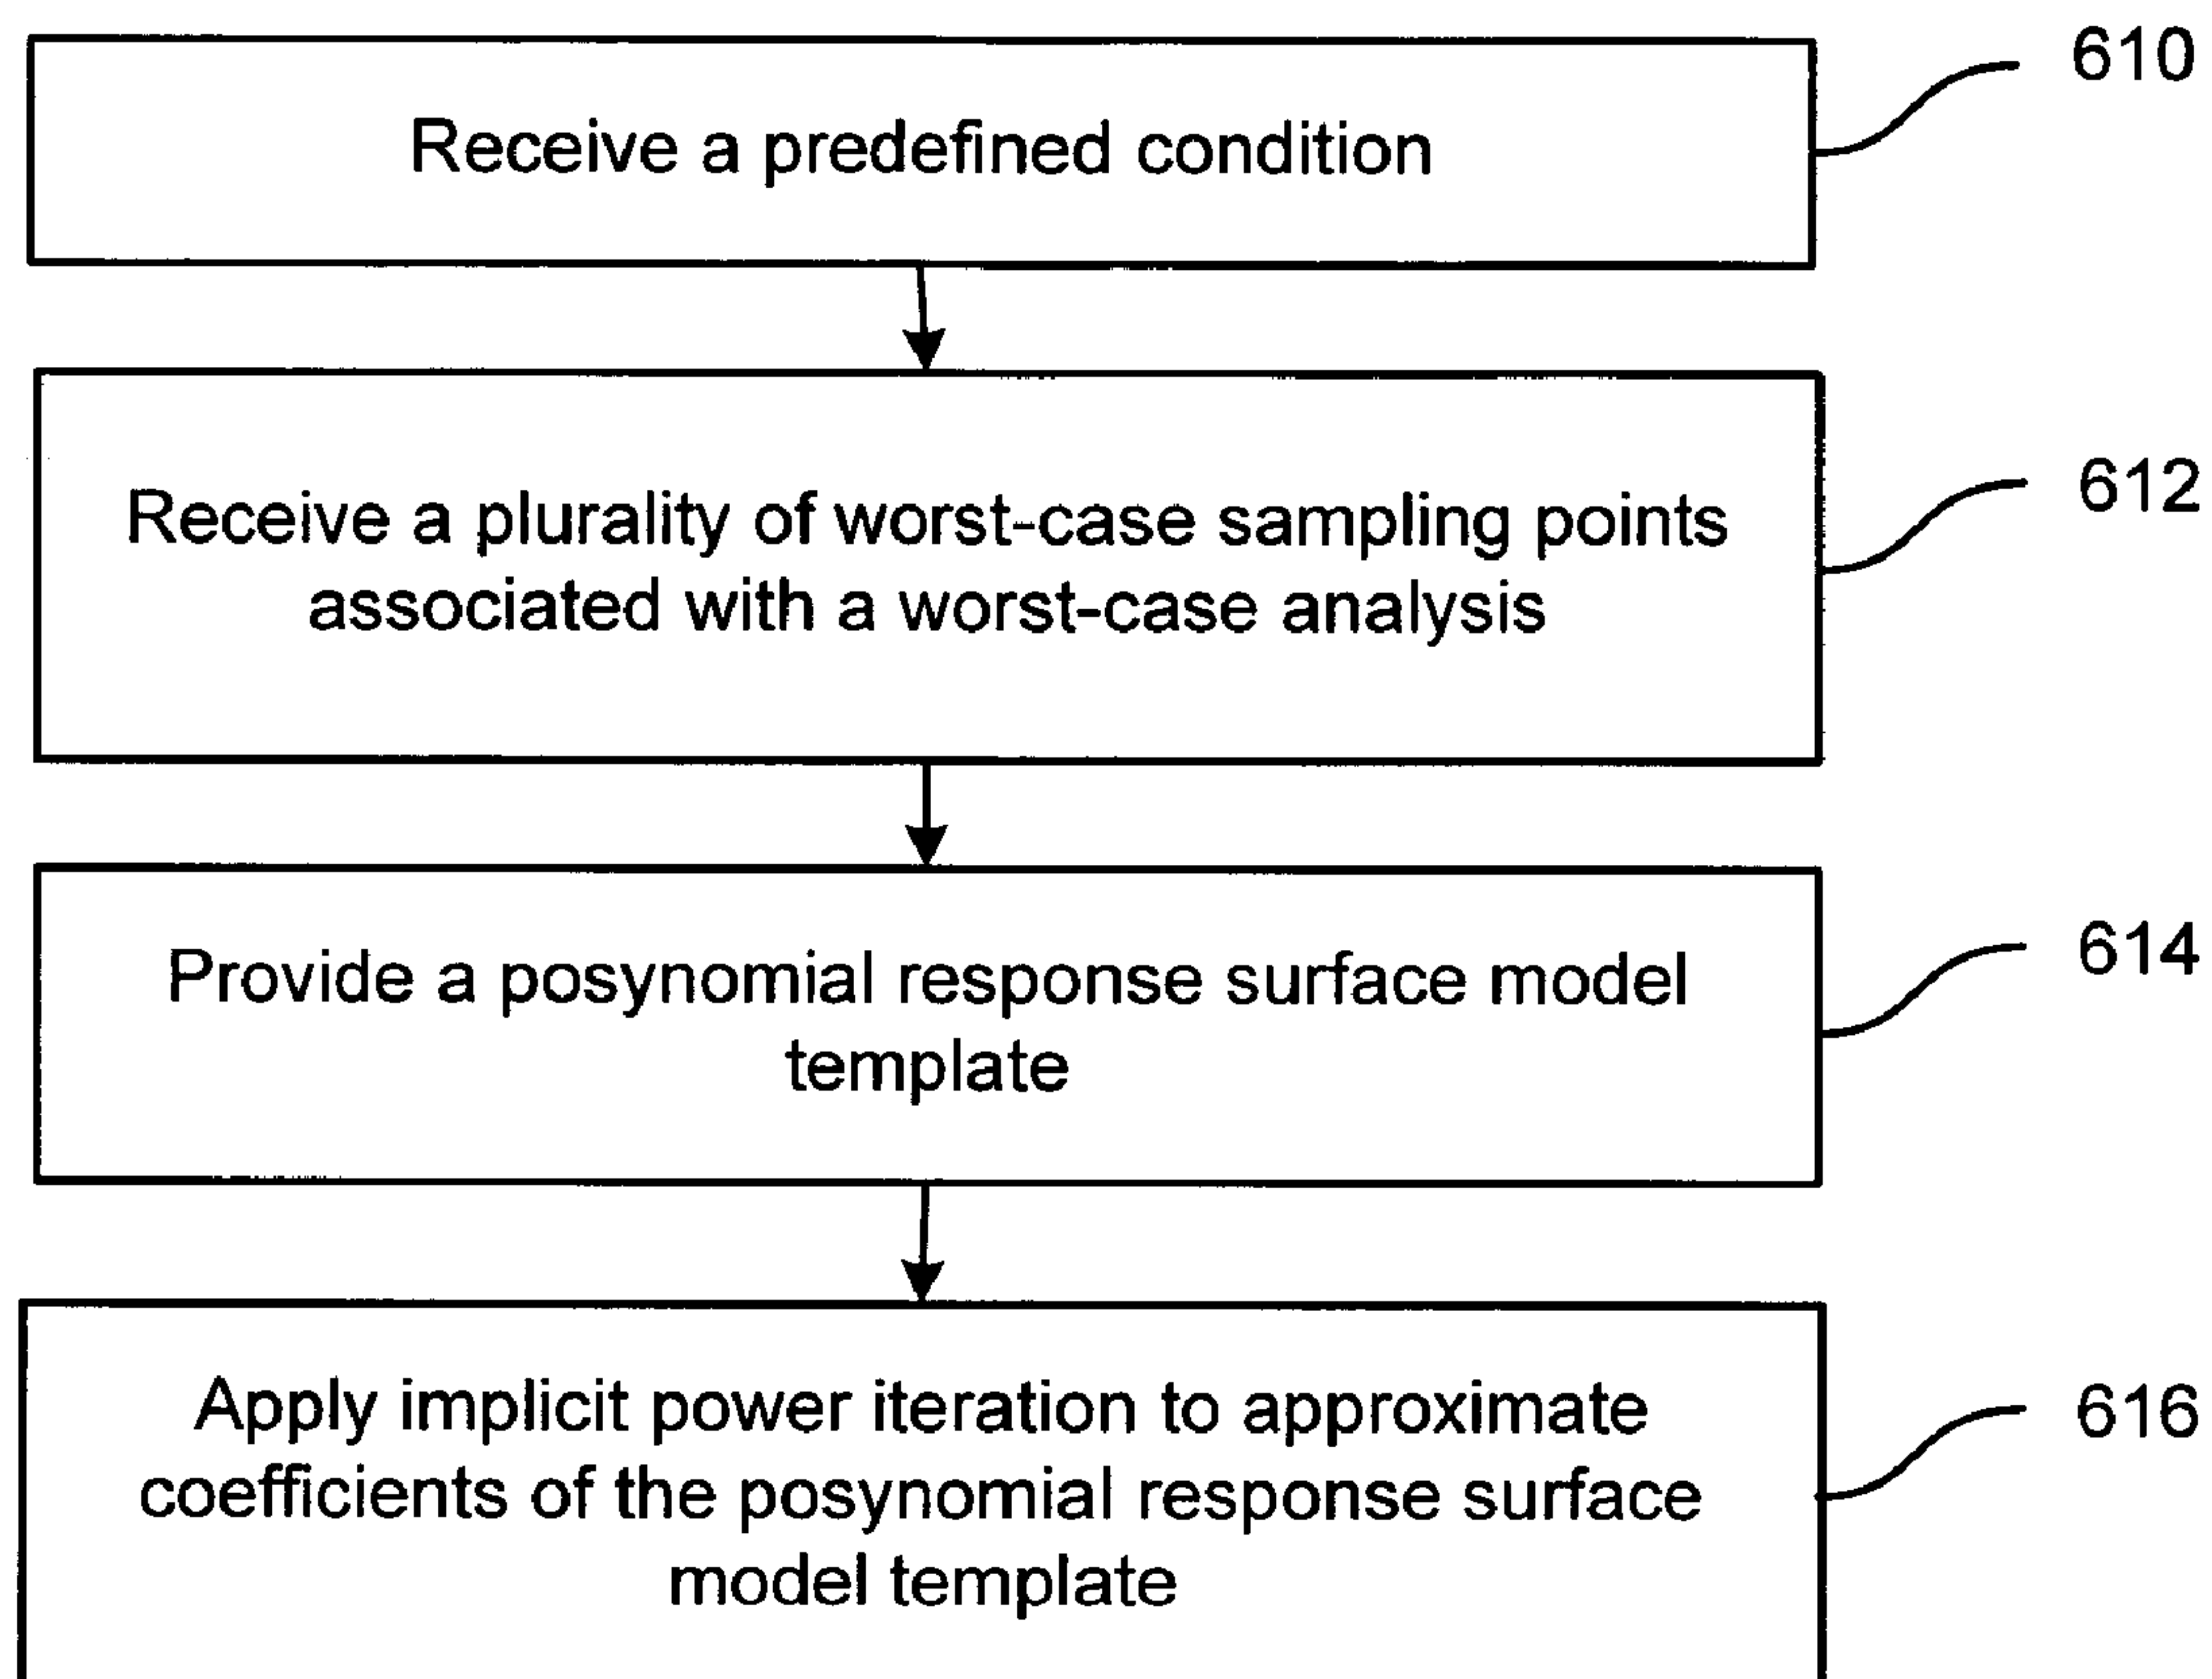 610
Receive a predefined condition
612
Receive a plurality of worst-case sampling points
associated with a worst-case analysis
614
Provide a posynomial response surface model
template
616
Apply implicit power iteration to approximate
coefficients of the posynomial response surface
model template